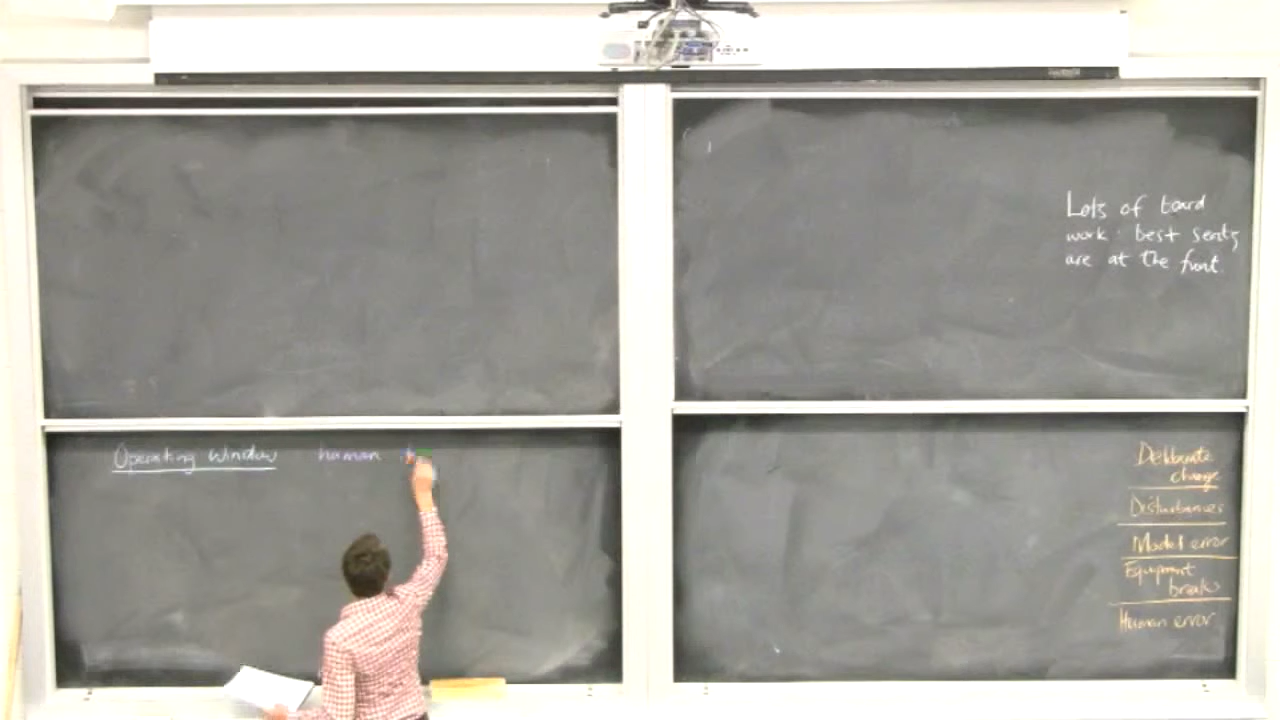 Lots of board
work: best seats
are at the front.
Operating Window human
Deliberate
change
Disturbances
Model error
Equipment
breaks
Human error